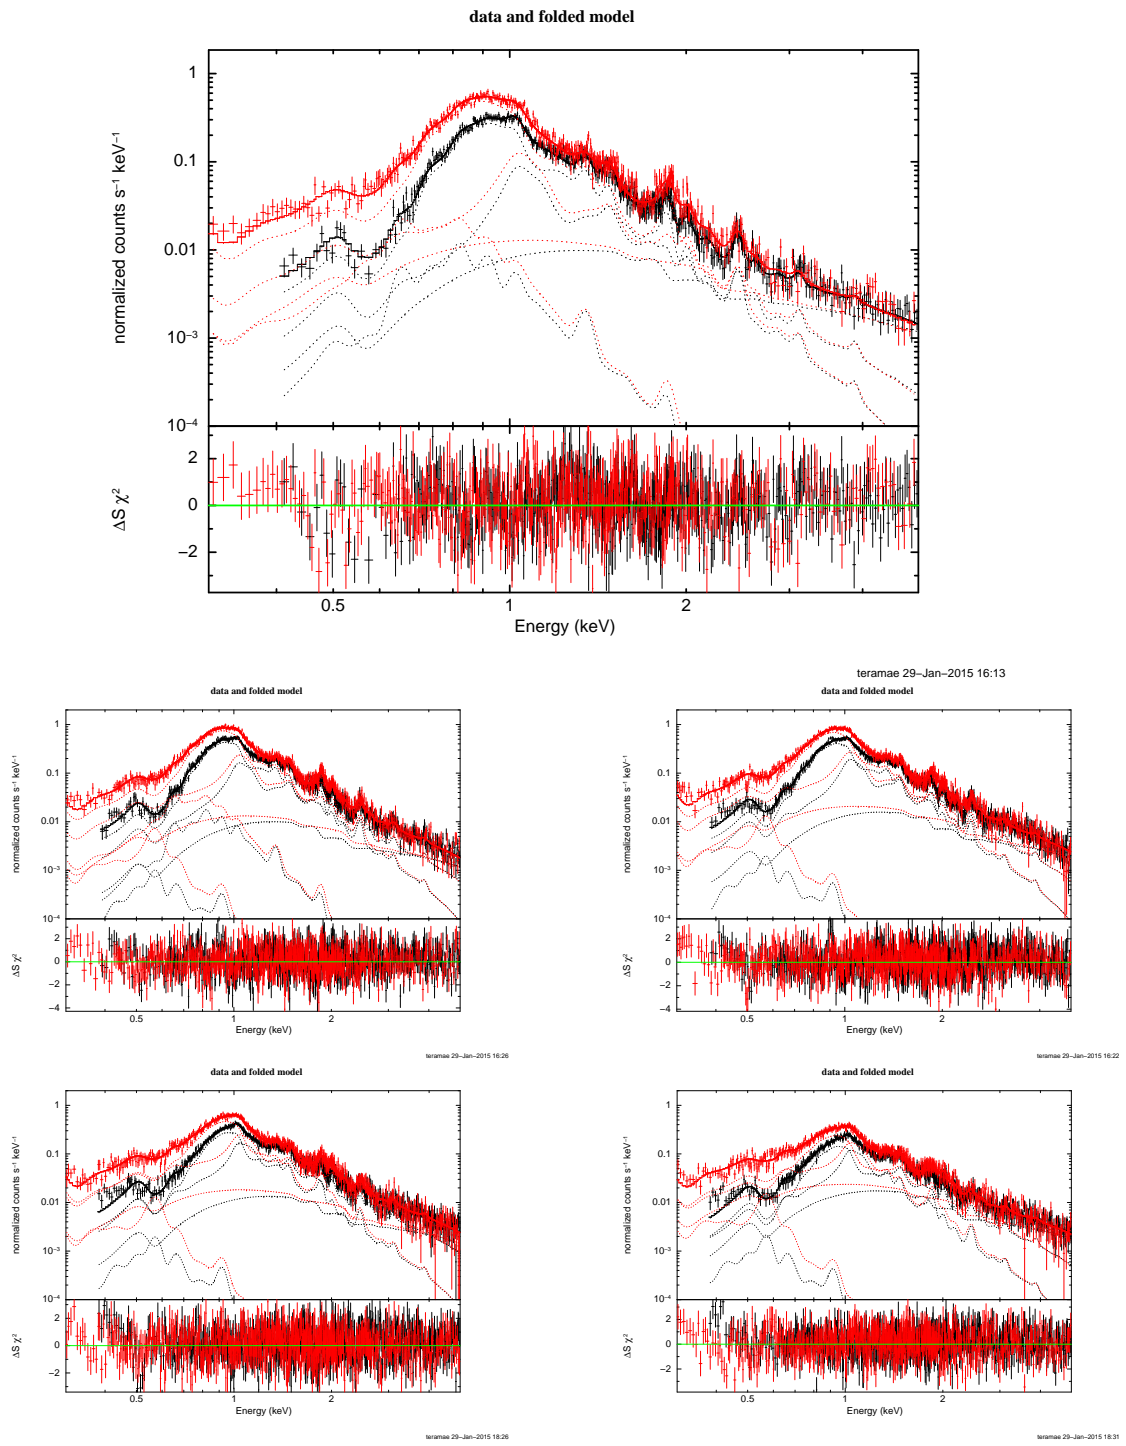 data and folded model
1
0.1
0.01
10−3
10−4
normalized counts s−1 keV−1
2
0
−2
ΔS χ2
0.5 1 2
Energy (keV)
teramae 29−Jan−2015 16:13
data and folded model
1
0.1
0.01
10−3
10−4
normalized counts s−1 keV−1
2
0
−2
−4
ΔS χ2
0.5 1 2
Energy (keV)
teramae 29−Jan−2015 16:26
data and folded model
1
0.1
0.01
10−3
10−4
normalized counts s−1 keV−1
2
0
−2
−4
ΔS χ2
0.5 1 2
Energy (keV)
teramae 29−Jan−2015 16:22
data and folded model
1
0.1
0.01
10−3
10−4
normalized counts s−1 keV−1
2
0
−2
ΔS χ2
0.5 1 2
Energy (keV)
teramae 29−Jan−2015 18:26
data and folded model
1
0.1
0.01
10−3
10−4
normalized counts s−1 keV−1
2
0
−2
ΔS χ2
0.5 1 2
Energy (keV)
teramae 29−Jan−2015 18:31